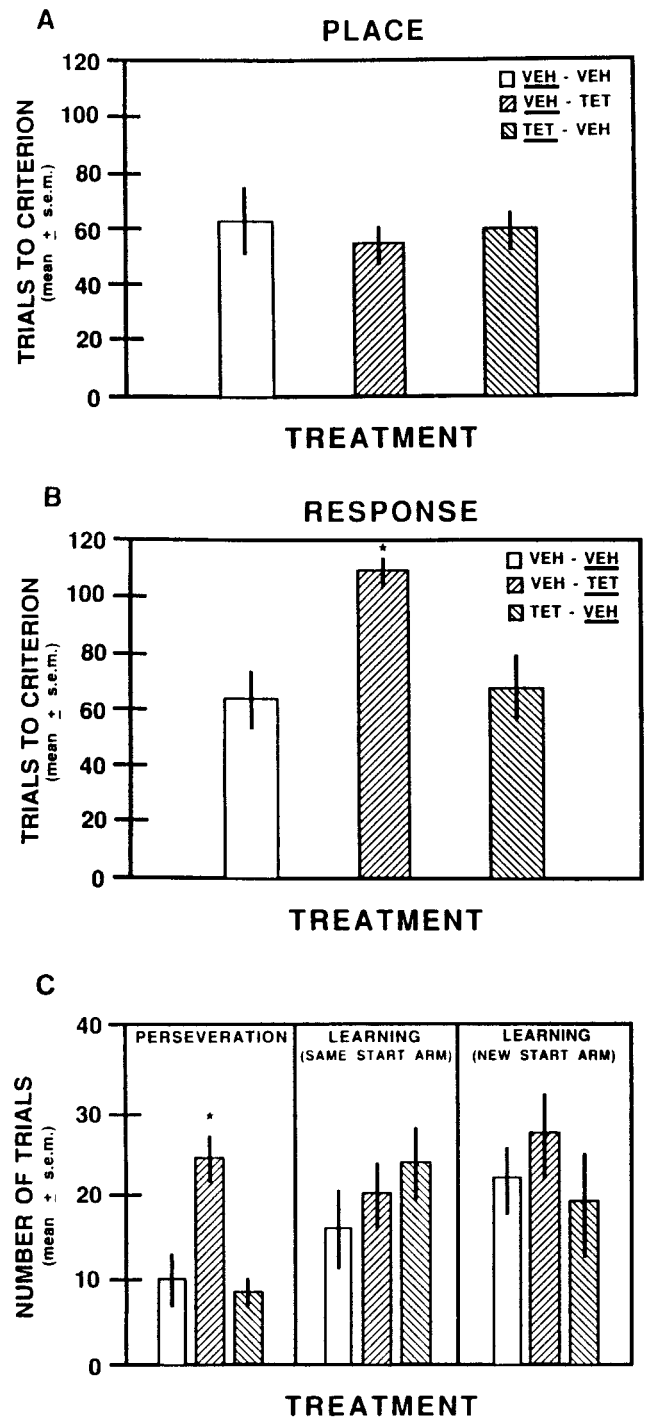 A
PLACE
TRIALS TO CRITERION
(mean ± s.e.m.)
120
100
80
60
40
20
0
VEH - VEH
VEH - TET
TET - VEH
TREATMENT
B
RESPONSE
TRIALS TO CRITERION
(mean ± s.e.m.)
120
100
80
60
40
20
0
*
VEH - VEH
VEH - TET
TET - VEH
TREATMENT
C
NUMBER OF TRIALS
(mean ± s.e.m.)
40
30
20
10
0
PERSEVERATION
*
LEARNING
(SAME START ARM)
LEARNING
(NEW START ARM)
TREATMENT